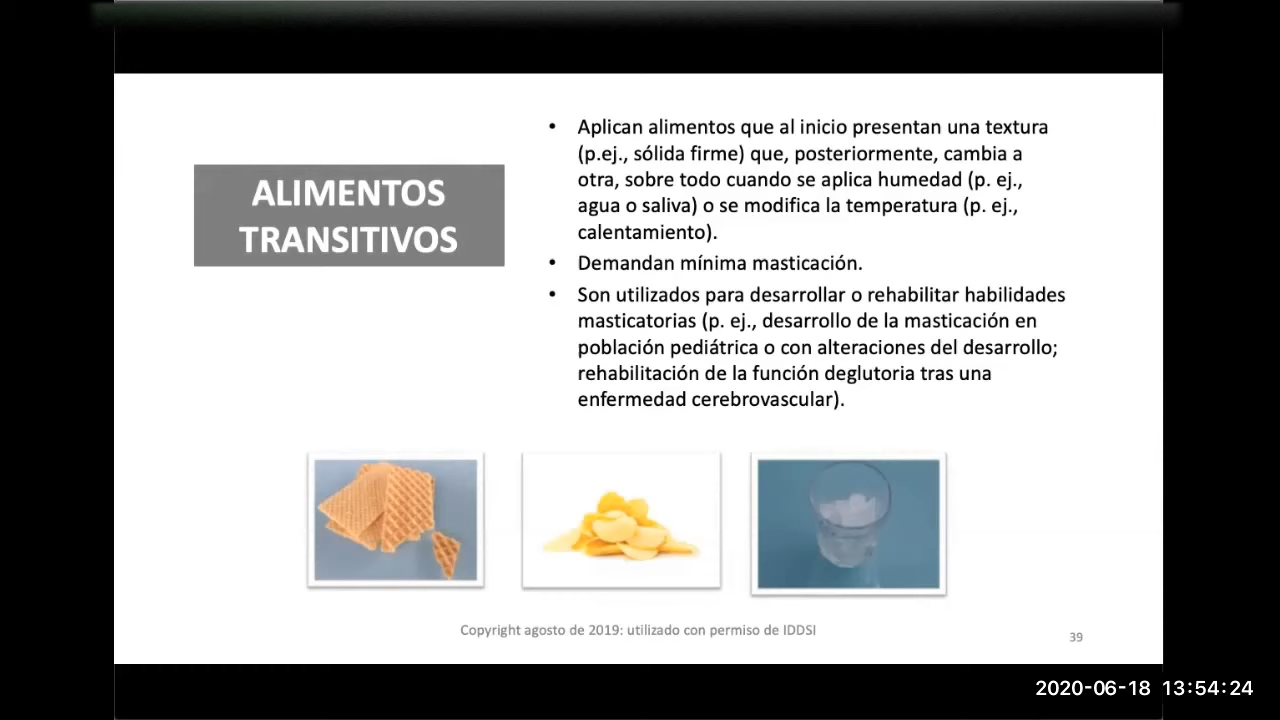 ALIMENTOS
TRANSITIVOS
• Aplican alimentos que al inicio presentan una textura
(p.ej., sólida firme) que, posteriormente, cambia a
otra, sobre todo cuando se aplica humedad (p. ej.,
agua o saliva) o se modifica la temperatura (p. ej.,
calentamiento).
• Demandan mínima masticación.
• Son utilizados para desarrollar o rehabilitar habilidades
masticatorias (p. ej., desarrollo de la masticación en
población pediátrica o con alteraciones del desarrollo;
rehabilitación de la función deglutoria tras una
enfermedad cerebrovascular).
Copyright agosto de 2019: utilizado con permiso de IDDSI
39
2020-06-18 13:54:24